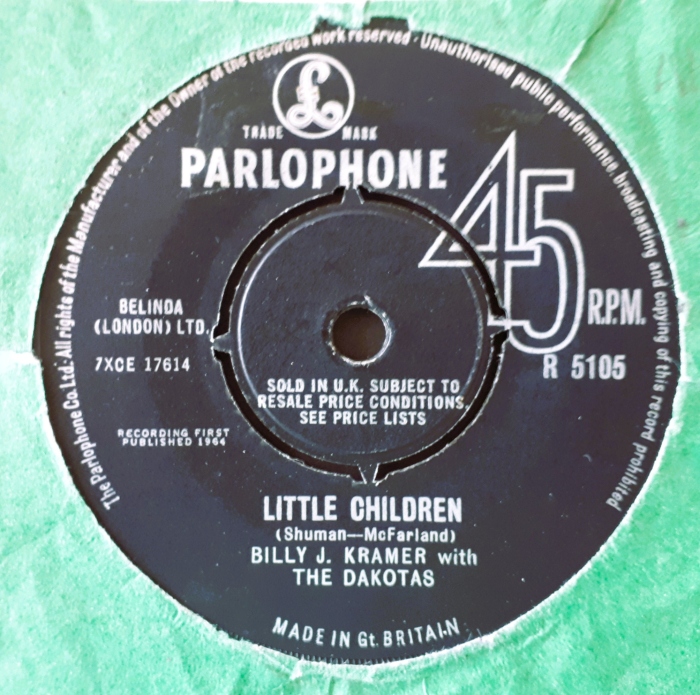 The Parlophone Co. Ltd. All rights of the Manufacturer and of the Owner of the recorded work reserved · Unauthorised public performance, broadcasting and copying of this record prohibited
£
TRADE MARK
PARLOPHONE
45
R.P.M.
BELINDA
(LONDON) LTD.
7XCE 17614
R 5105
SOLD IN U.K. SUBJECT TO
RESALE PRICE CONDITIONS,
SEE PRICE LISTS
RECORDING FIRST
PUBLISHED 1964
LITTLE CHILDREN
(Shuman—McFarland)
BILLY J. KRAMER with
THE DAKOTAS
MADE IN Gt. BRITAIN